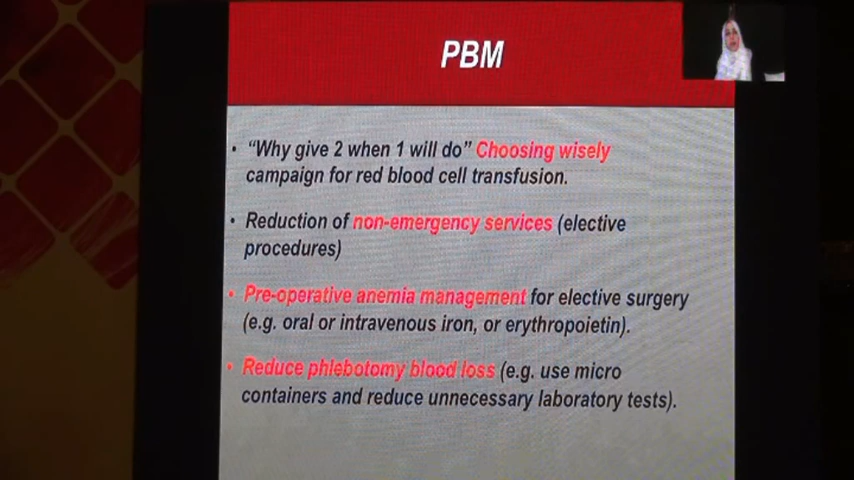 PBM
• "Why give 2 when 1 will do" Choosing wisely
campaign for red blood cell transfusion.
• Reduction of non-emergency services (elective
procedures)
• Pre-operative anemia management for elective surgery
(e.g. oral or intravenous iron, or erythropoietin).
• Reduce phlebotomy blood loss (e.g. use micro
containers and reduce unnecessary laboratory tests).